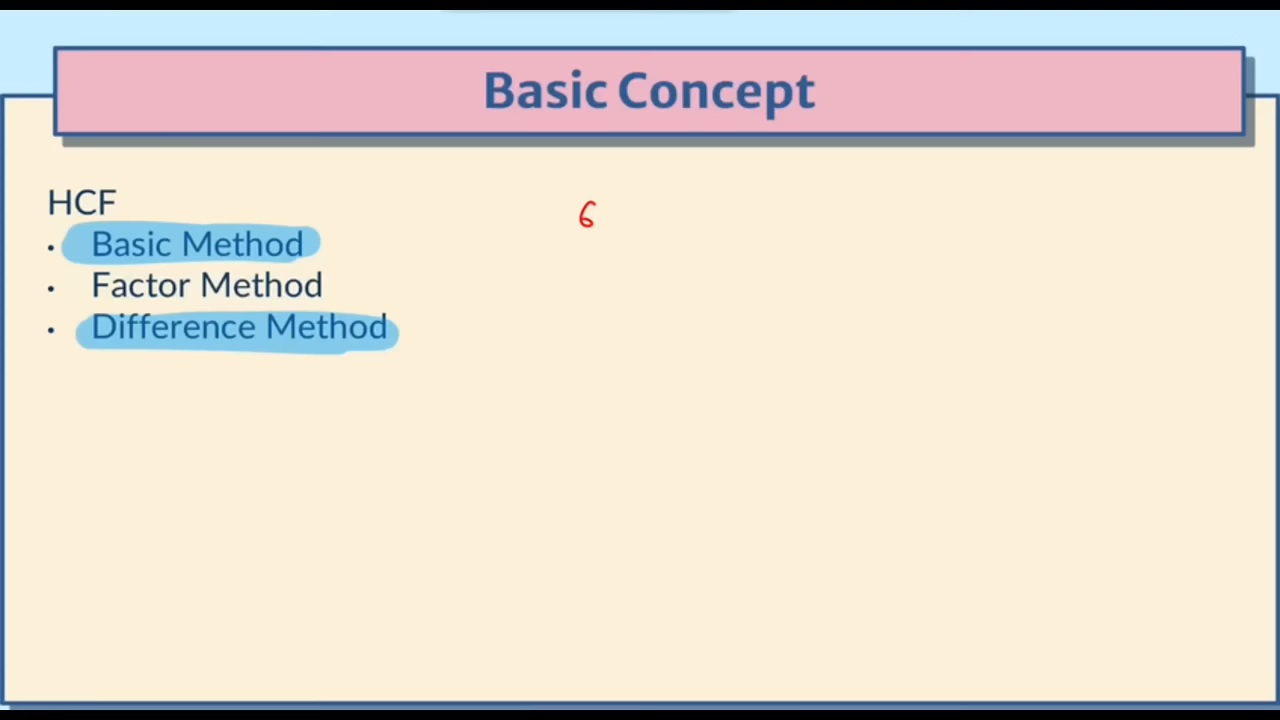 Basic Concept
HCF
6
• Basic Method
• Factor Method
• Difference Method